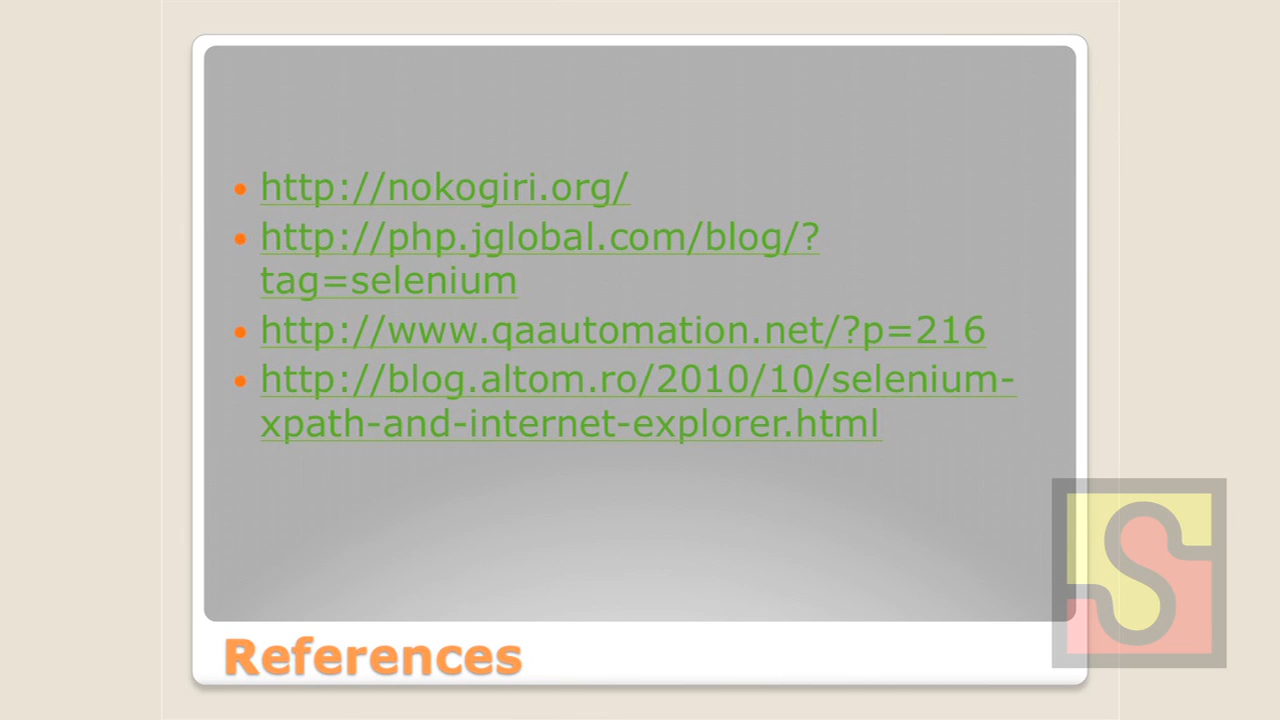 http://nokogiri.org/
http://php.jglobal.com/blog/?
tag=selenium
http://www.qaautomation.net/?p=216
http://blog.altom.ro/2010/10/selenium-
xpath-and-internet-explorer.html
References
S